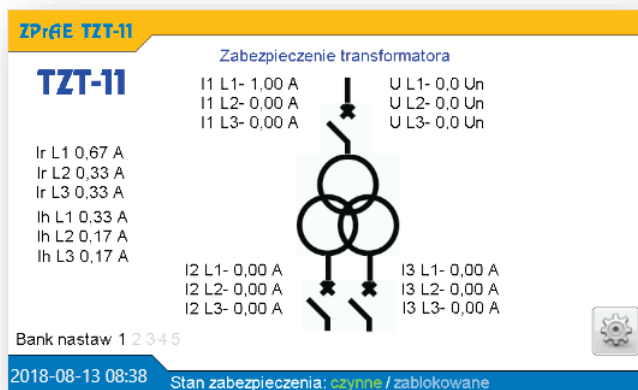 ZPrAE TZT-11
Zabezpieczenie transformatora
TZT-11
I1 L1- 1,00 A
I1 L2- 0,00 A
I1 L3- 0,00 A
U L1- 0,0 Un
U L2- 0,0 Un
U L3- 0,0 Un
Ir L1 0,67 A
Ir L2 0,33 A
Ir L3 0,33 A
Ih L1 0,33 A
Ih L2 0,17 A
Ih L3 0,17 A
I2 L1- 0,00 A
I2 L2- 0,00 A
I2 L3- 0,00 A
I3 L1- 0,00 A
I3 L2- 0,00 A
I3 L3- 0,00 A
Bank nastaw 1 2 3 4 5
2018-08-13 08:38
Stan zabezpieczenia: czynne / zablokowane